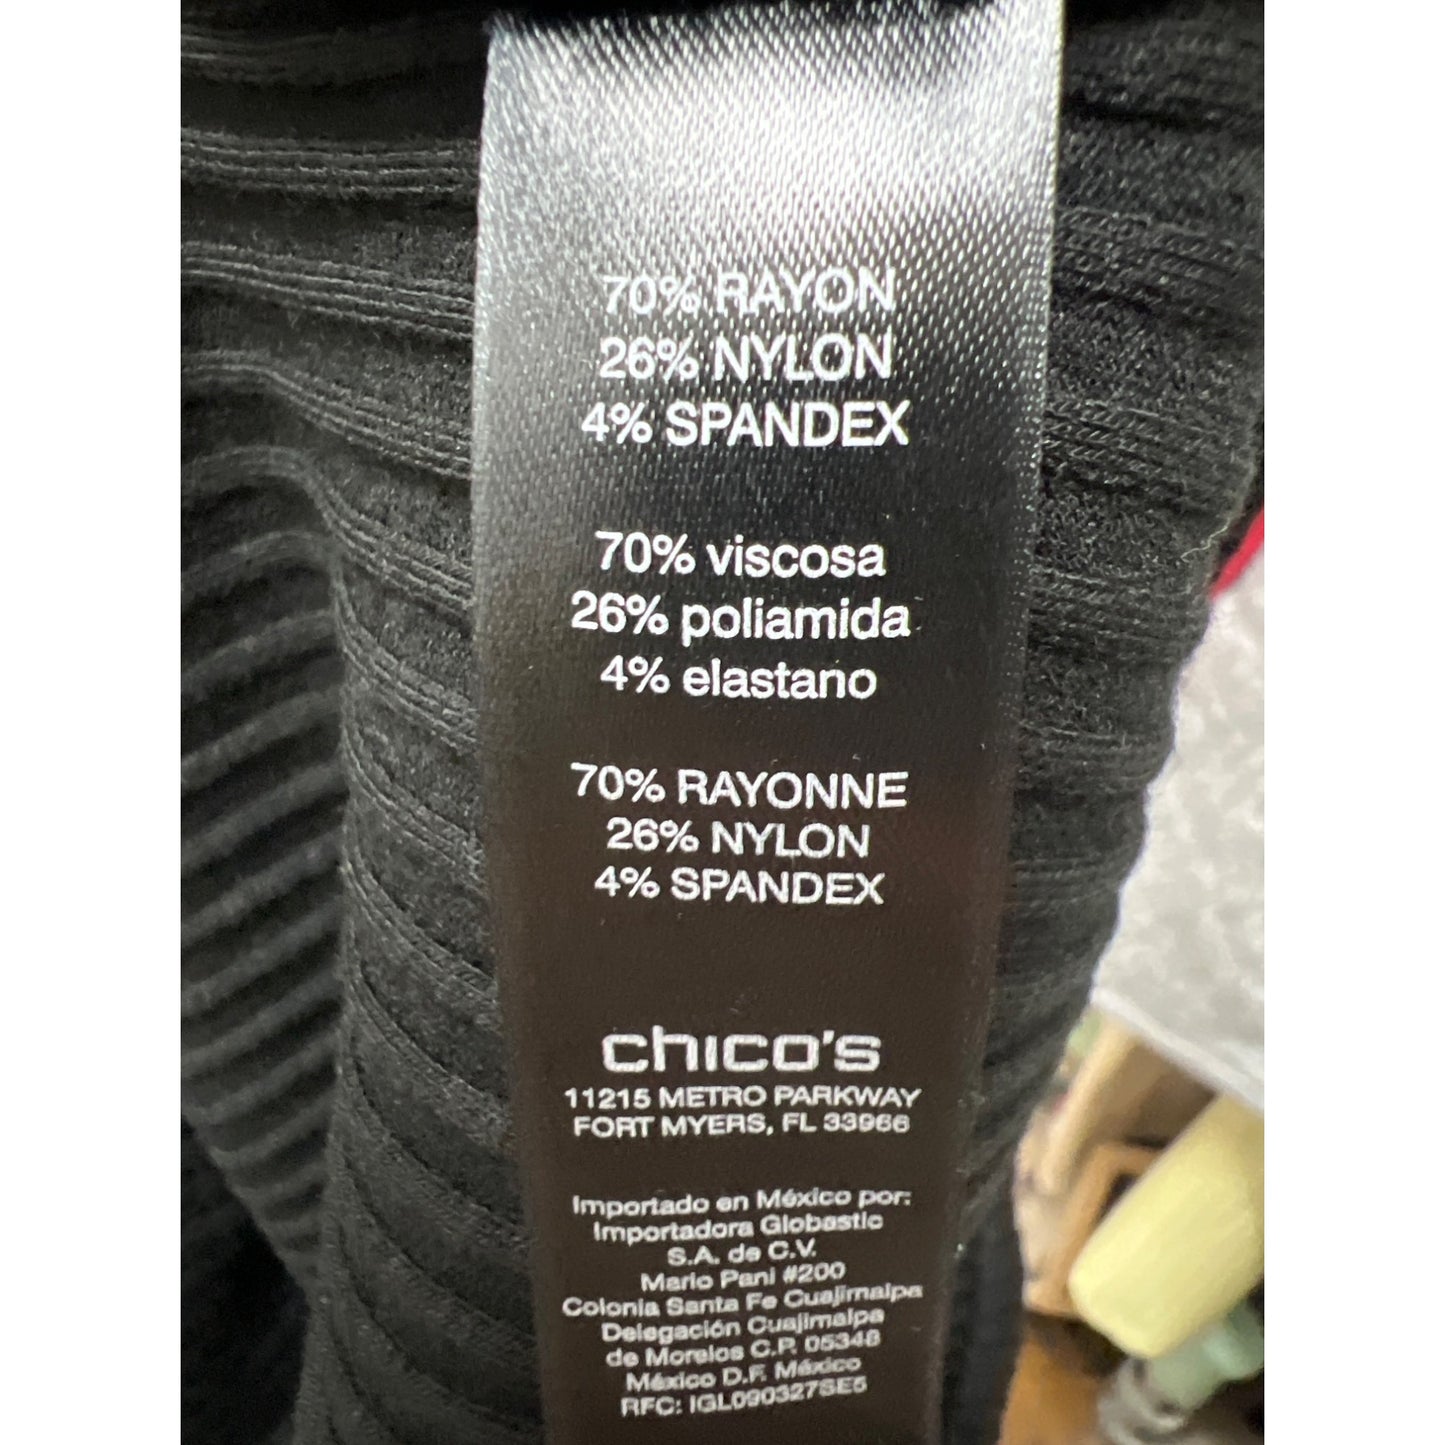 70% RAYON
26% NYLON
4% SPANDEX
70% viscosa
26% poliamida
4% elastano
70% RAYONNE
26% NYLON
4% SPANDEX
chico's
11215 METRO PARKWAY
FORT MYERS, FL 33966
Importado en México por:
Importadora Globastic
S.A. de C.V.
Mario Pani #200
Colonia Santa Fe Cuajimalpa
Delegación Cuajimalpa
de Morelos C.P. 05348
México D.F. México
RFC: IGL090327SE5